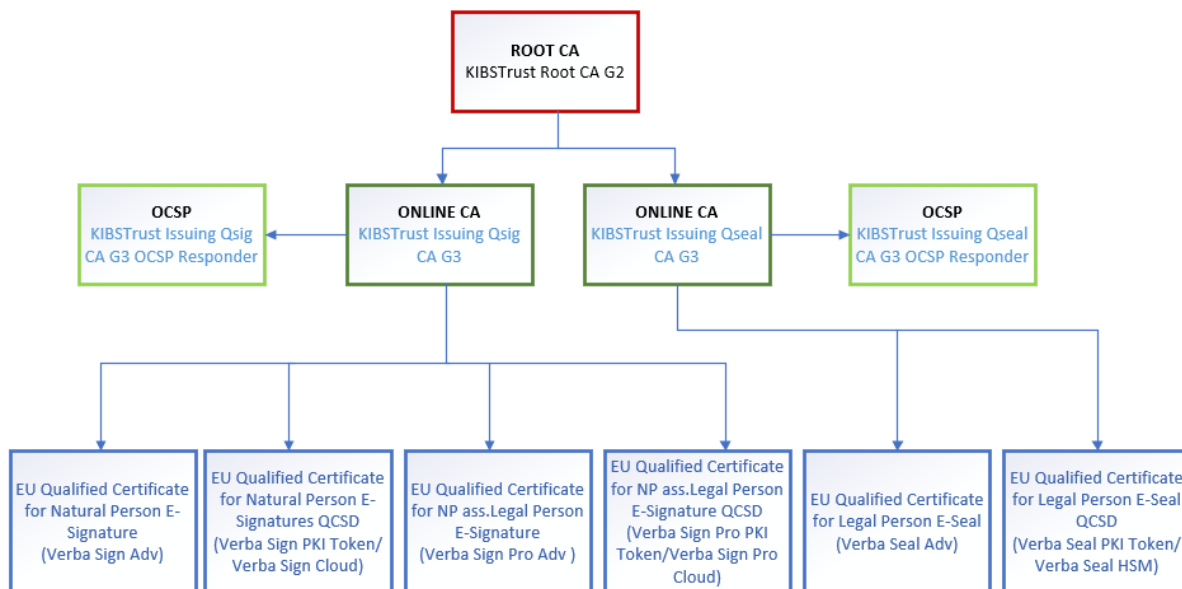 ROOT CA
KIBSTrust Root CA G2
OCSP
KIBSTrust Issuing Qsig
CA G3 OCSP Responder
ONLINE CA
KIBSTrust Issuing Qsig
CA G3
ONLINE CA
KIBSTrust Issuing Qseal
CA G3
OCSP
KIBSTrust Issuing Qseal
CA G3 OCSP Responder
EU Qualified Certificate
for Natural Person E-
Signature
(Verba Sign Adv)
EU Qualified Certificate
for Natural Person E-
Signatures QCSD
(Verba Sign PKI Token/
Verba Sign Cloud)
EU Qualified Certificate
for NP ass.Legal Person
E-Signature
(Verba Sign Pro Adv )
EU Qualified Certificate
for NP ass.Legal Person
E-Signature QCSD
(Verba Sign Pro PKI
Token/Verba Sign Pro
Cloud)
EU Qualified Certificate
for Legal Person E-Seal
(Verba Seal Adv)
EU Qualified Certificate
for Legal Person E-Seal
QCSD
(Verba Seal PKI Token/
Verba Seal HSM)